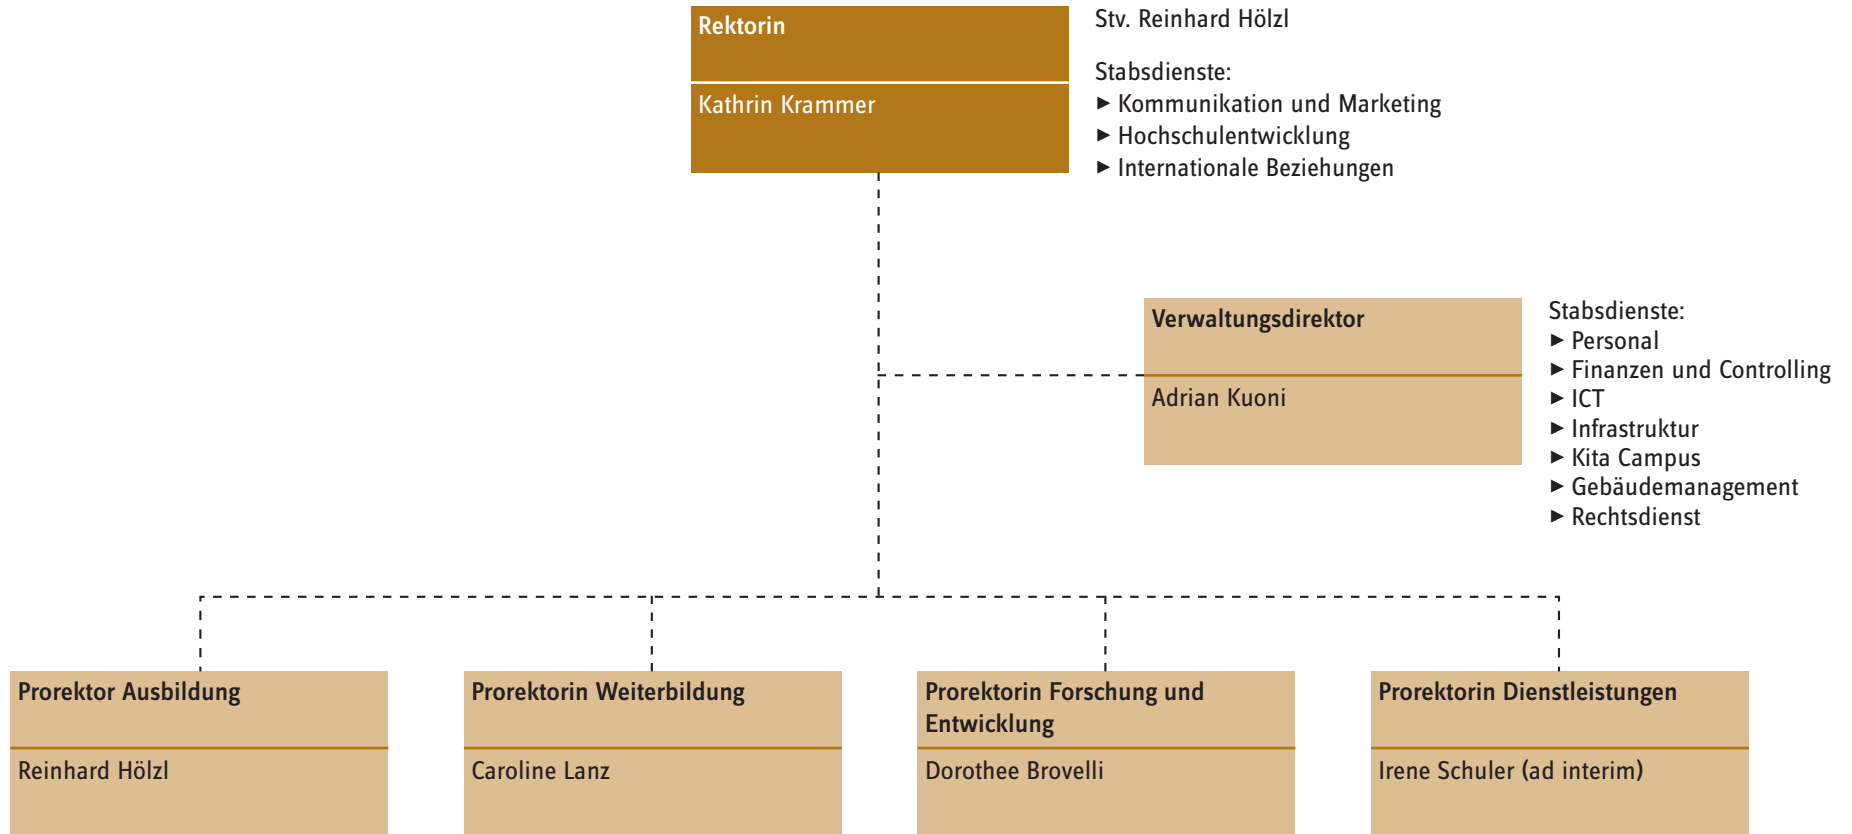 Rektorin
Kathrin Krammer
Stv. Reinhard Hölzl
Stabsdienste:
► Kommunikation und Marketing
► Hochschulentwicklung
► Internationale Beziehungen
Verwaltungsdirektor
Adrian Kuoni
Stabsdienste:
► Personal
► Finanzen und Controlling
► ICT
► Infrastruktur
► Kita Campus
► Gebäudemanagement
► Rechtsdienst
Prorektor Ausbildung
Reinhard Hölzl
Prorektorin Weiterbildung
Caroline Lanz
Prorektorin Forschung und
Entwicklung
Dorothee Brovelli
Prorektorin Dienstleistungen
Irene Schuler (ad interim)